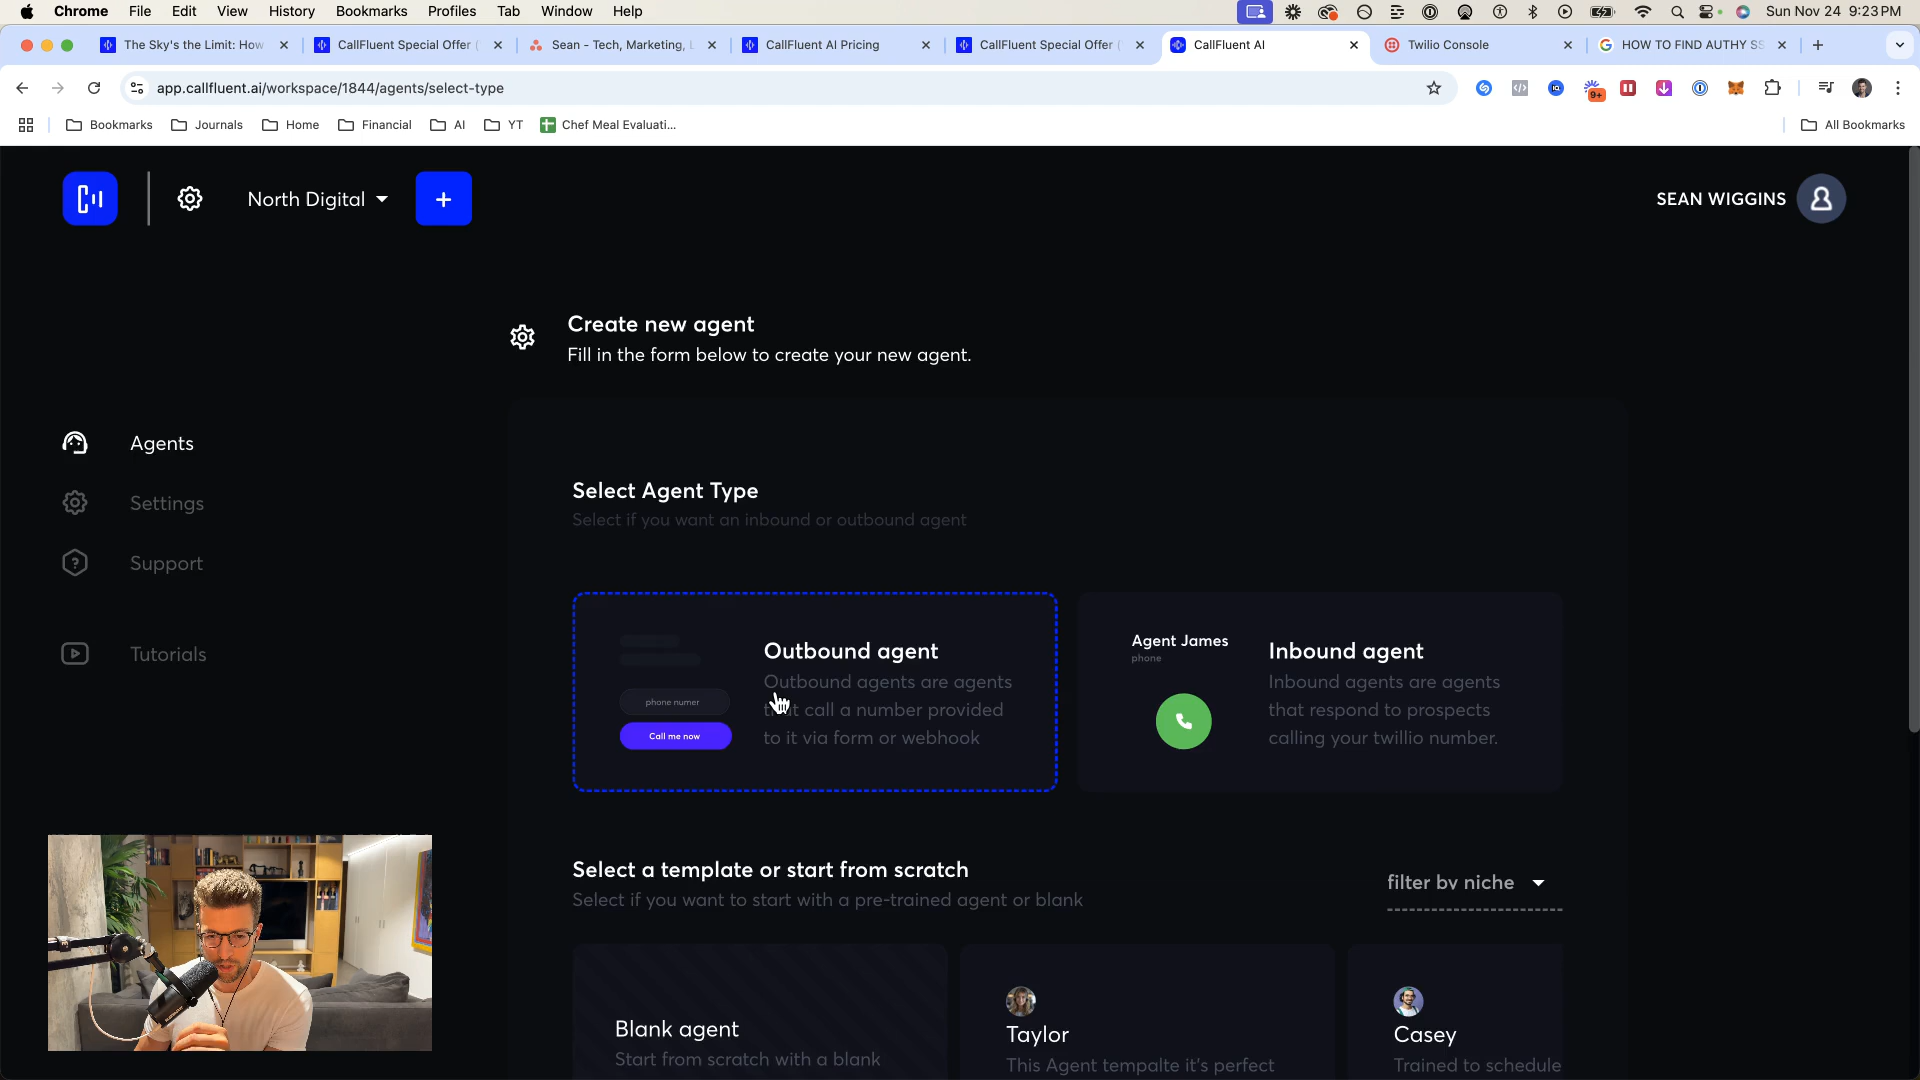 Chrome File Edit View History Bookmarks Profiles Tab Window Help
Sun Nov 24 9:23 PM
The Sky's the Limit: How
CallFluent Special Offer (
Sean - Tech, Marketing,
CallFluent AI Pricing
CallFluent Special Offer (
CallFluent AI
Twilio Console
HOW TO FIND AUTHY SS
app.callfluent.ai/workspace/1844/agents/select-type
9+
Bookmarks Journals Home Financial AI YT Chef Meal Evaluati... All Bookmarks
North Digital
+
SEAN WIGGINS
Create new agent
Fill in the form below to create your new agent.
Agents
Settings
Support
Tutorials
Select Agent Type
Select if you want an inbound or outbound agent
phone numer
Call me now
Outbound agent
Outbound agents are agents
that call a number provided
to it via form or webhook
Agent James
phone
Inbound agent
Inbound agents are agents
that respond to prospects
calling your twillio number.
Select a template or start from scratch
Select if you want to start with a pre-trained agent or blank
filter by niche
Blank agent
Start from scratch with a blank
Taylor
This Agent tempalte it's perfect
Casey
Trained to schedule